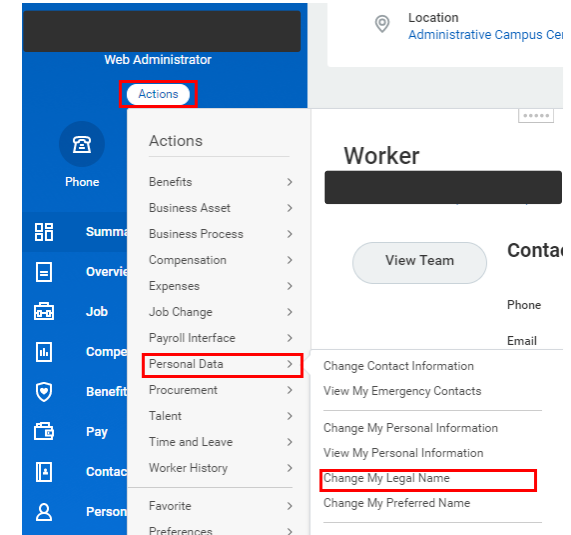 Location
Administrative Campus Cen
Web Administrator
Actions
Phone
Summa
Overvie
Job
Compe
Benefit
Pay
Contac
Person
Actions
Benefits
Business Asset
Business Process
Compensation
Expenses
Job Change
Payroll Interface
Personal Data
Procurement
Talent
Time and Leave
Worker History
Favorite
Preferences
Worker
View Team
Contac
Phone
Email
Change Contact Information
View My Emergency Contacts
Change My Personal Information
View My Personal Information
Change My Legal Name
Change My Preferred Name